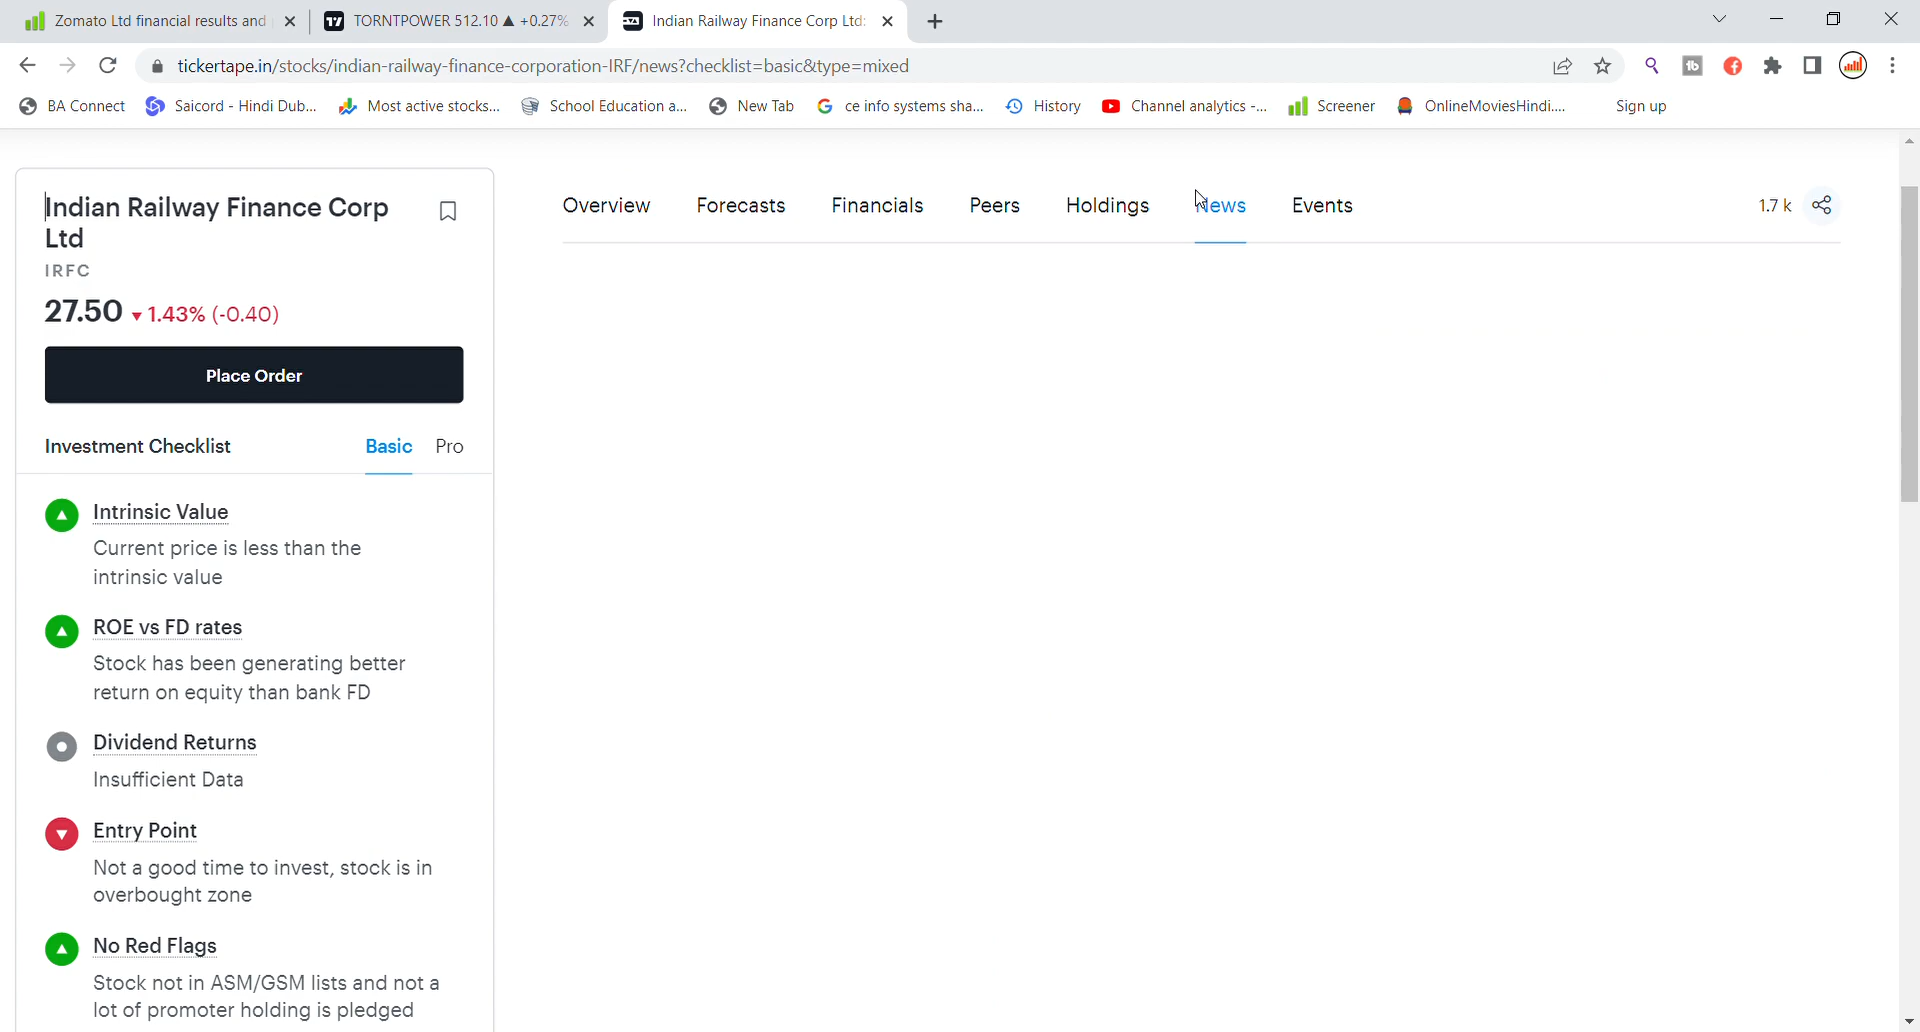 Zomato Ltd financial results and
TORNTPOWER 512.10 ▲ +0.27%
Indian Railway Finance Corp Ltd:
tickertape.in/stocks/indian-railway-finance-corporation-IRF/news?checklist=basic&type=mixed
BA Connect
Saicord - Hindi Dub...
Most active stocks...
School Education a...
New Tab
ce info systems sha...
History
Channel analytics -...
Screener
OnlineMoviesHindi....
Sign up
Indian Railway Finance Corp
Ltd
IRFC
27.50 ▼ 1.43% (-0.40)
Place Order
Investment Checklist Basic Pro
Intrinsic Value
Current price is less than the
intrinsic value
ROE vs FD rates
Stock has been generating better
return on equity than bank FD
Dividend Returns
Insufficient Data
Entry Point
Not a good time to invest, stock is in
overbought zone
No Red Flags
Stock not in ASM/GSM lists and not a
lot of promoter holding is pledged
Overview Forecasts Financials Peers Holdings News Events
1.7 k